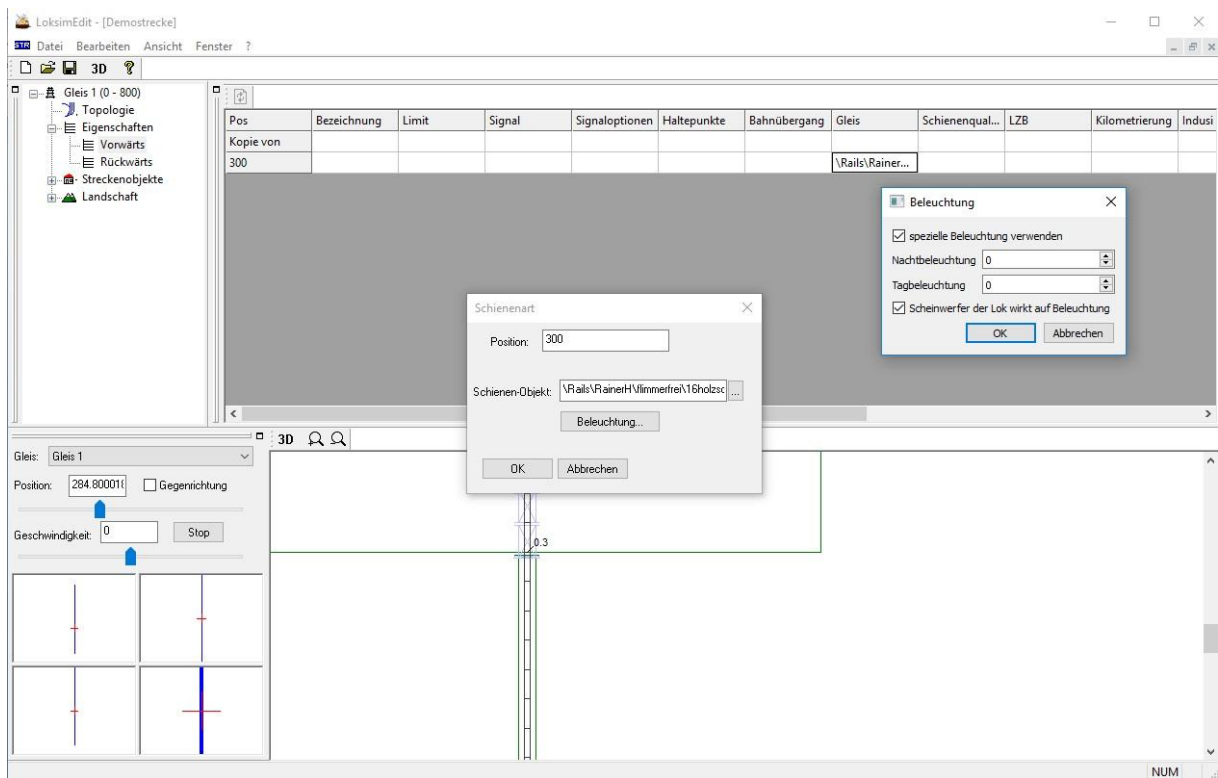 LoksimEdit - [Demostrecke]
STR Datei Bearbeiten Ansicht Fenster ?
3D
Gleis 1 (0 - 800)
Topologie
Eigenschaften
Vorwärts
Rückwärts
Streckenobjekte
Landschaft
Pos Bezeichnung Limit Signal Signaloptionen Haltepunkte Bahnübergang Gleis Schienenqual... LZB Kilometrierung Indusi
Kopie von
300 \Rails\Rainer...
Beleuchtung
spezielle Beleuchtung verwenden
Nachtbeleuchtung 0
Tagbeleuchtung 0
Scheinwerfer der Lok wirkt auf Beleuchtung
OK Abbrechen
Schienenart
Position: 300
Schienen-Objekt: \Rails\RainerH\flimmerfrei\16holzsc ...
Beleuchtung...
OK Abbrechen
Gleis: Gleis 1
Position: 284.800018 Gegenrichtung
Geschwindigkeit: 0 Stop
3D
0.3
NUM